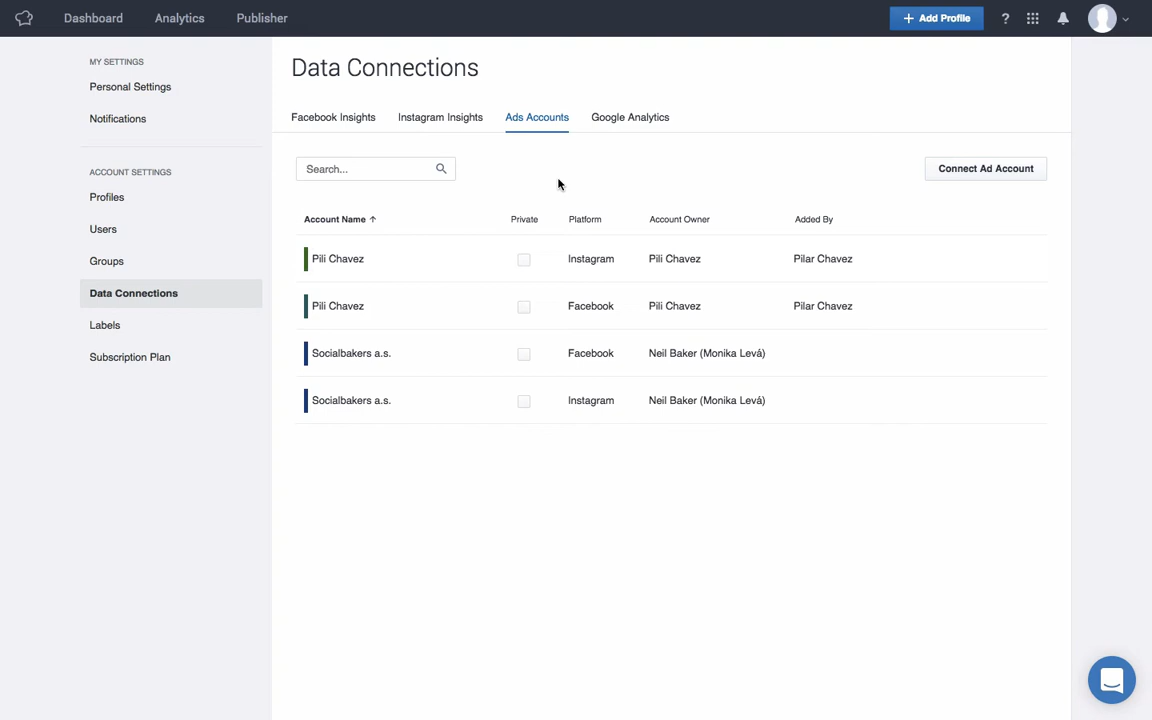 Dashboard Analytics Publisher + Add Profile ?
MY SETTINGS
Personal Settings
Notifications
ACCOUNT SETTINGS
Profiles
Users
Groups
Data Connections
Labels
Subscription Plan
Data Connections
Facebook Insights Instagram Insights Ads Accounts Google Analytics
Search... Connect Ad Account
Account Name ↑ Private Platform Account Owner Added By
Pili Chavez Instagram Pili Chavez Pilar Chavez
Pili Chavez Facebook Pili Chavez Pilar Chavez
Socialbakers a.s. Facebook Neil Baker (Monika Levá)
Socialbakers a.s. Instagram Neil Baker (Monika Levá)